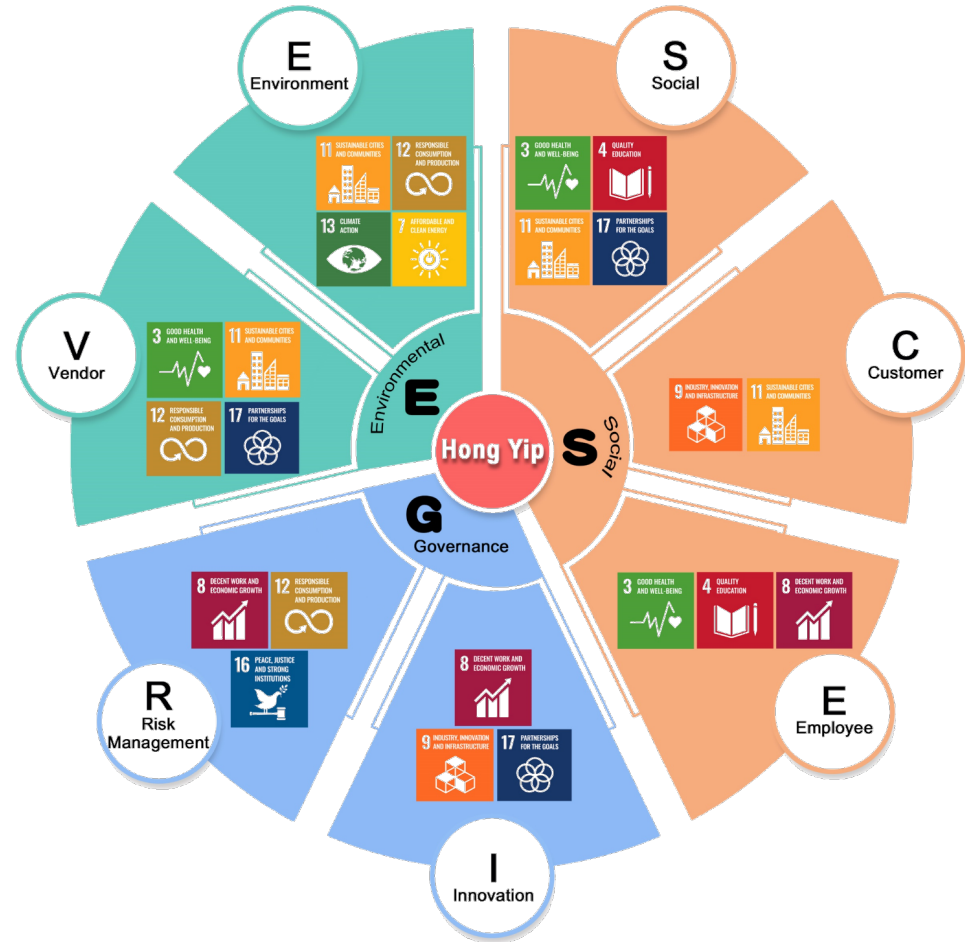 E
Environment
11 SUSTAINABLE CITIES
AND COMMUNITIES
12 RESPONSIBLE
CONSUMPTION
AND PRODUCTION
13 CLIMATE
ACTION
7 AFFORDABLE AND
CLEAN ENERGY
S
Social
3 GOOD HEALTH
AND WELL-BEING
4 QUALITY
EDUCATION
11 SUSTAINABLE CITIES
AND COMMUNITIES
17 PARTNERSHIPS
FOR THE GOALS
V
Vendor
3 GOOD HEALTH
AND WELL-BEING
11 SUSTAINABLE CITIES
AND COMMUNITIES
12 RESPONSIBLE
CONSUMPTION
AND PRODUCTION
17 PARTNERSHIPS
FOR THE GOALS
Environmental
E
Hong Yip
S
Social
G
Governance
C
Customer
9 INDUSTRY, INNOVATION
AND INFRASTRUCTURE
11 SUSTAINABLE CITIES
AND COMMUNITIES
8 DECENT WORK AND
ECONOMIC GROWTH
12 RESPONSIBLE
CONSUMPTION
AND PRODUCTION
16 PEACE, JUSTICE
AND STRONG
INSTITUTIONS
R
Risk
Management
8 DECENT WORK AND
ECONOMIC GROWTH
9 INDUSTRY, INNOVATION
AND INFRASTRUCTURE
17 PARTNERSHIPS
FOR THE GOALS
I
Innovation
3 GOOD HEALTH
AND WELL-BEING
4 QUALITY
EDUCATION
8 DECENT WORK AND
ECONOMIC GROWTH
E
Employee